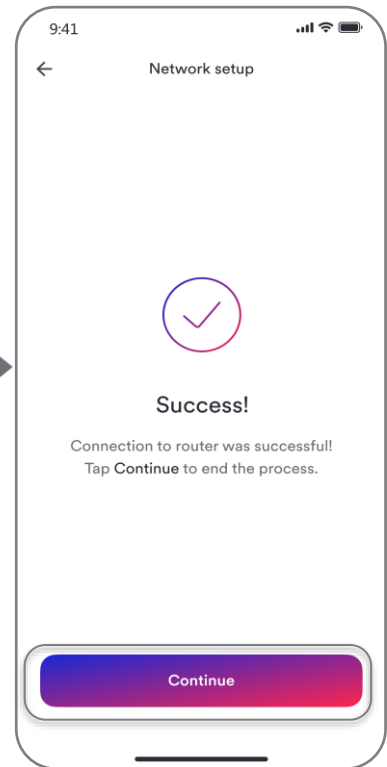 9:41
Network setup
Success!
Connection to router was successful!
Tap Continue to end the process.
Continue